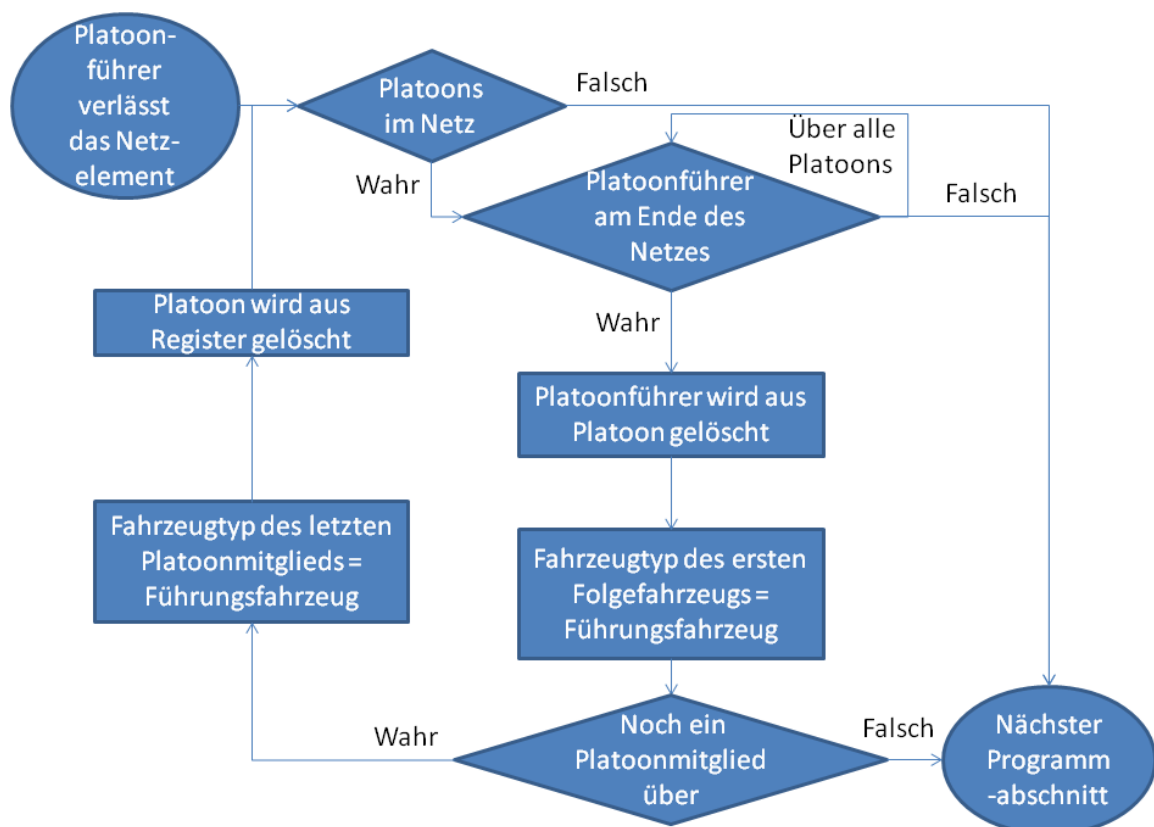 Platoon-
führer
verlässt
das Netz-
element
Platoons
im Netz
Falsch
Wahr
Über alle
Platoons
Platoonführer
am Ende des
Netzes
Falsch
Wahr
Platoon wird aus
Register gelöscht
Platoonführer wird aus
Platoon gelöscht
Fahrzeugtyp des letzten
Platoonmitglieds =
Führungsfahrzeug
Fahrzeugtyp des ersten
Folgefahrzeugs =
Führungsfahrzeug
Wahr
Noch ein
Platoonmitglied
über
Falsch
Nächster
Programm
-abschnitt